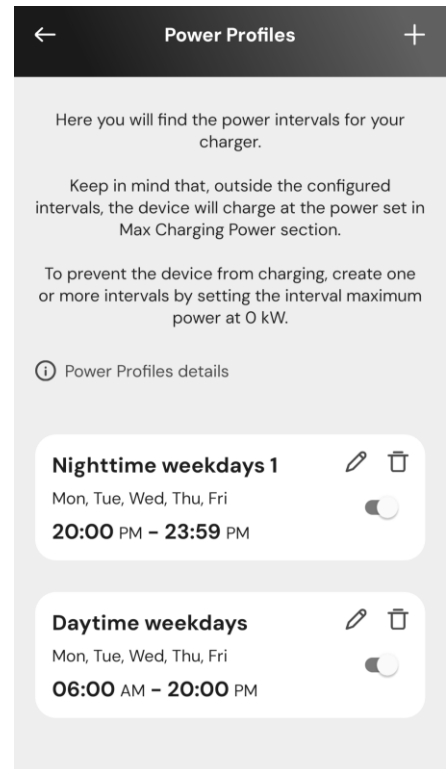 Power Profiles
Here you will find the power intervals for your
charger.
Keep in mind that, outside the configured
intervals, the device will charge at the power set in
Max Charging Power section.
To prevent the device from charging, create one
or more intervals by setting the interval maximum
power at 0 kW.
Power Profiles details
Nighttime weekdays 1
Mon, Tue, Wed, Thu, Fri
20:00 PM – 23:59 PM
Daytime weekdays
Mon, Tue, Wed, Thu, Fri
06:00 AM – 20:00 PM